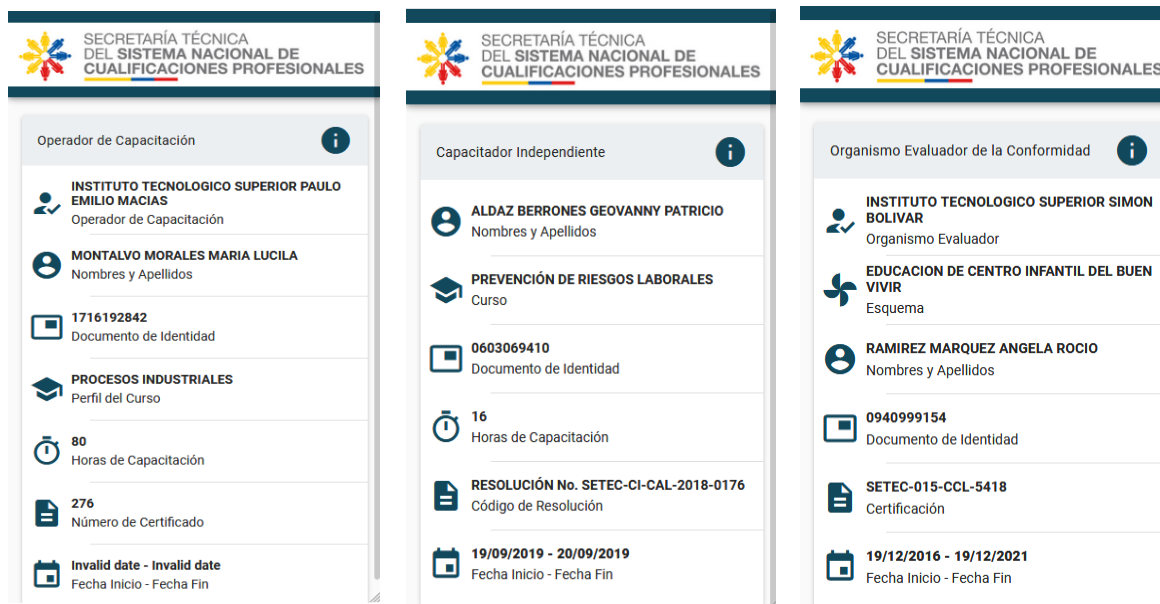 SECRETARÍA TÉCNICA
DEL SISTEMA NACIONAL DE
CUALIFICACIONES PROFESIONALES
Operador de Capacitación
INSTITUTO TECNOLOGICO SUPERIOR PAULO
EMILIO MACIAS
Operador de Capacitación
MONTALVO MORALES MARIA LUCILA
Nombres y Apellidos
1716192842
Documento de Identidad
PROCESOS INDUSTRIALES
Perfil del Curso
80
Horas de Capacitación
276
Número de Certificado
Invalid date - Invalid date
Fecha Inicio - Fecha Fin
SECRETARÍA TÉCNICA
DEL SISTEMA NACIONAL DE
CUALIFICACIONES PROFESIONALES
Capacitador Independiente
ALDAZ BERRONES GEOVANNY PATRICIO
Nombres y Apellidos
PREVENCIÓN DE RIESGOS LABORALES
Curso
0603069410
Documento de Identidad
16
Horas de Capacitación
RESOLUCIÓN No. SETEC-CI-CAL-2018-0176
Código de Resolución
19/09/2019 - 20/09/2019
Fecha Inicio - Fecha Fin
SECRETARÍA TÉCNICA
DEL SISTEMA NACIONAL DE
CUALIFICACIONES PROFESIONALES
Organismo Evaluador de la Conformidad
INSTITUTO TECNOLOGICO SUPERIOR SIMON
BOLIVAR
Organismo Evaluador
EDUCACION DE CENTRO INFANTIL DEL BUEN
VIVIR
Esquema
RAMIREZ MARQUEZ ANGELA ROCIO
Nombres y Apellidos
0940999154
Documento de Identidad
SETEC-015-CCL-5418
Certificación
19/12/2016 - 19/12/2021
Fecha Inicio - Fecha Fin